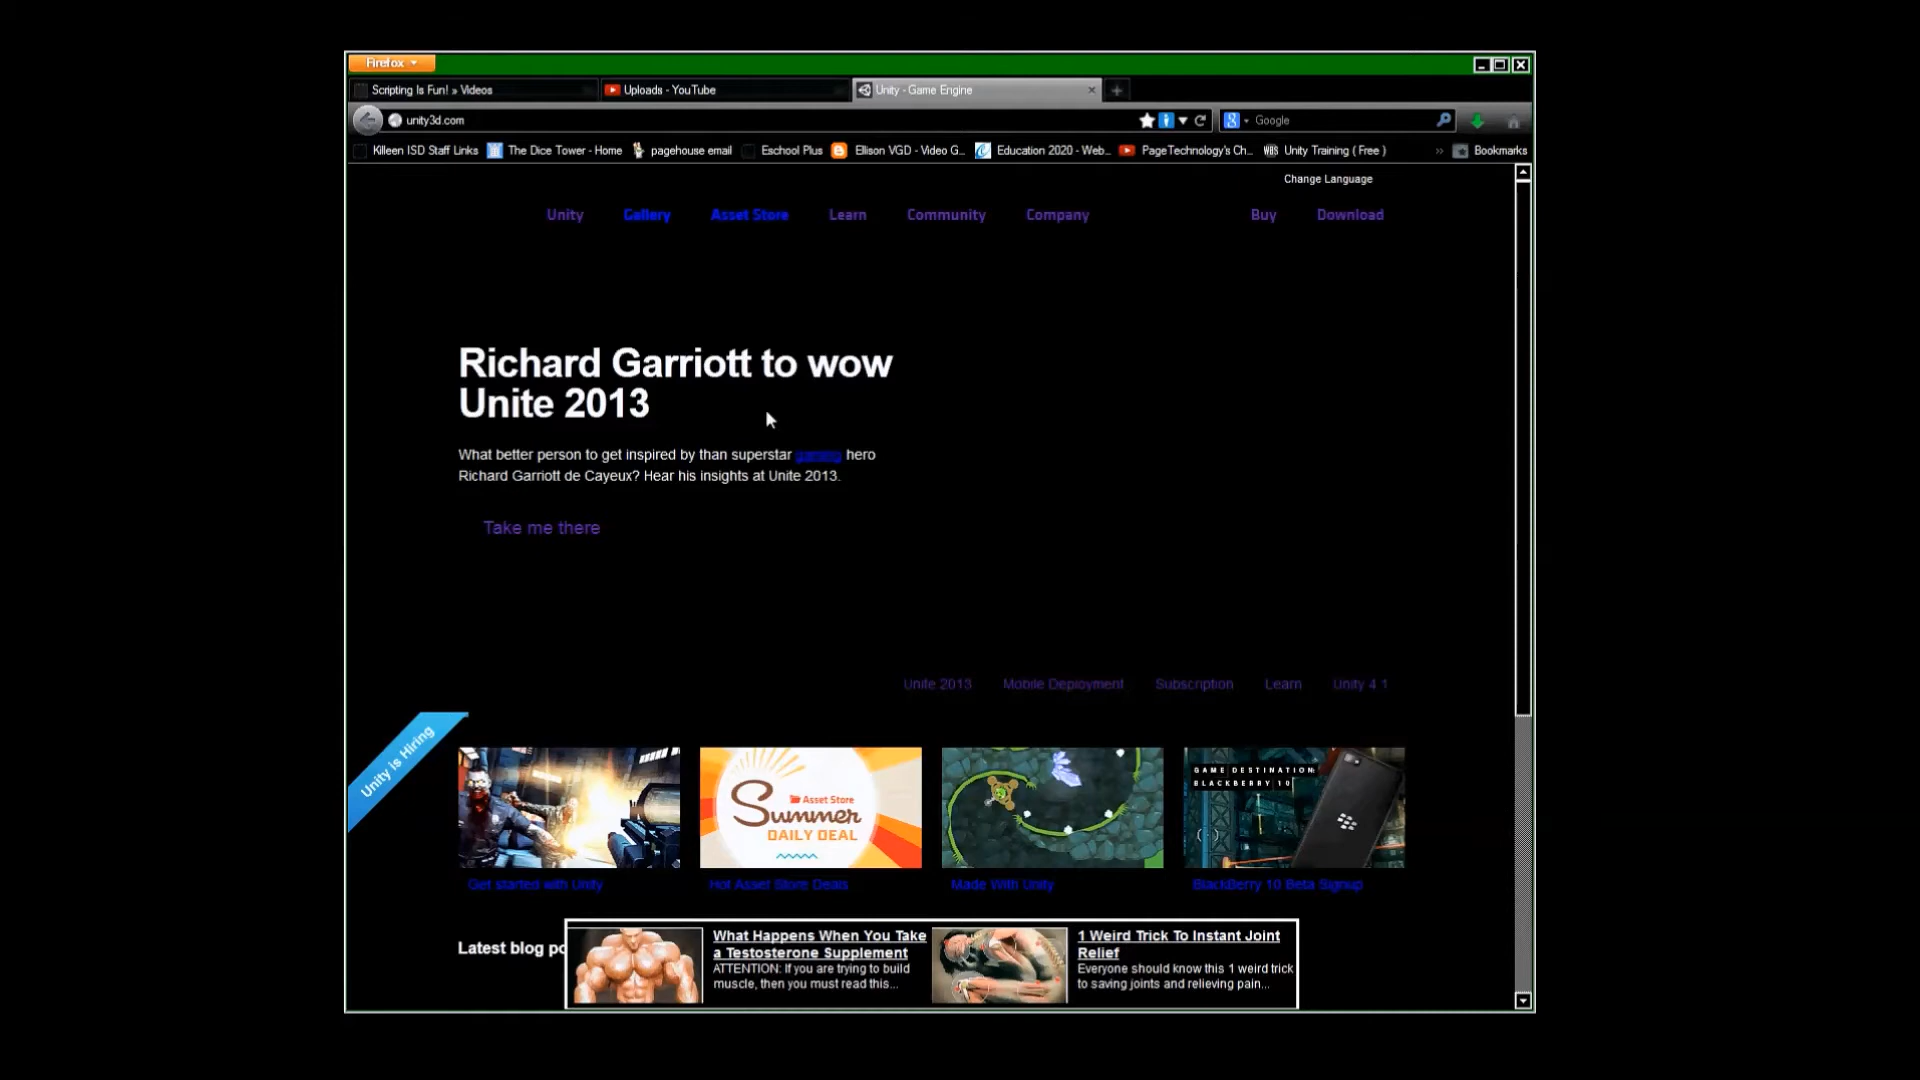 Firefox
Scripting Is Fun! » Videos
Uploads - YouTube
Unity - Game Engine
unity3d.com
Google
Killeen ISD Staff Links
The Dice Tower - Home
pagehouse email
Eschool Plus
Ellison VGD - Video G...
Education 2020 - Web...
PageTechnology's Ch...
Unity Training ( Free )
Bookmarks
Change Language
Unity
Gallery
Asset Store
Learn
Community
Company
Buy
Download
Richard Garriott to wow
Unite 2013
What better person to get inspired by than superstar gaming hero
Richard Garriott de Cayeux? Hear his insights at Unite 2013.
Take me there
Unite 2013
Mobile Deployment
Subscription
Learn
Unity 4.1
Unity is Hiring
Asset Store
Summer
DAILY DEAL
GAME DESTINATION:
BLACKBERRY 10
Get started with Unity
Hot Asset Store Deals
Made With Unity
BlackBerry 10 Beta Signup
Latest blog po
What Happens When You Take
a Testosterone Supplement
ATTENTION: If you are trying to build
muscle, then you must read this...
1 Weird Trick To Instant Joint
Relief
Everyone should know this 1 weird trick
to saving joints and relieving pain...